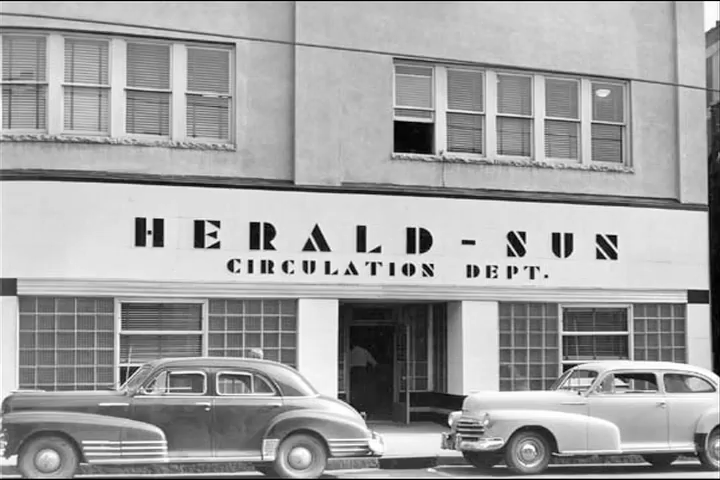 HERALD - SUN
CIRCULATION DEPT.